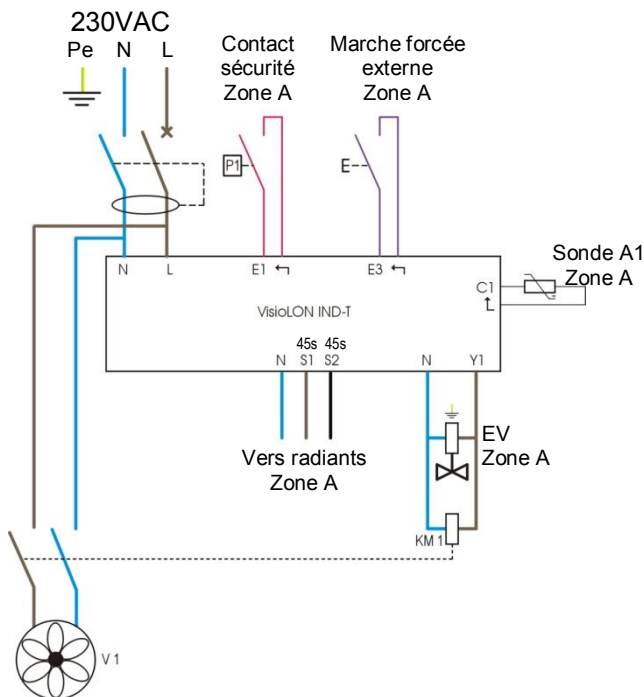 230VAC
Pe N L
Contact
sécurité
Zone A
Marche forcée
externe
Zone A
P1
E
N L E1 E3
C1
Sonde A1
Zone A
VisioLON IND-T
45s 45s
N S1 S2 N Y1
Vers radiants
Zone A
EV
Zone A
KM 1
V 1